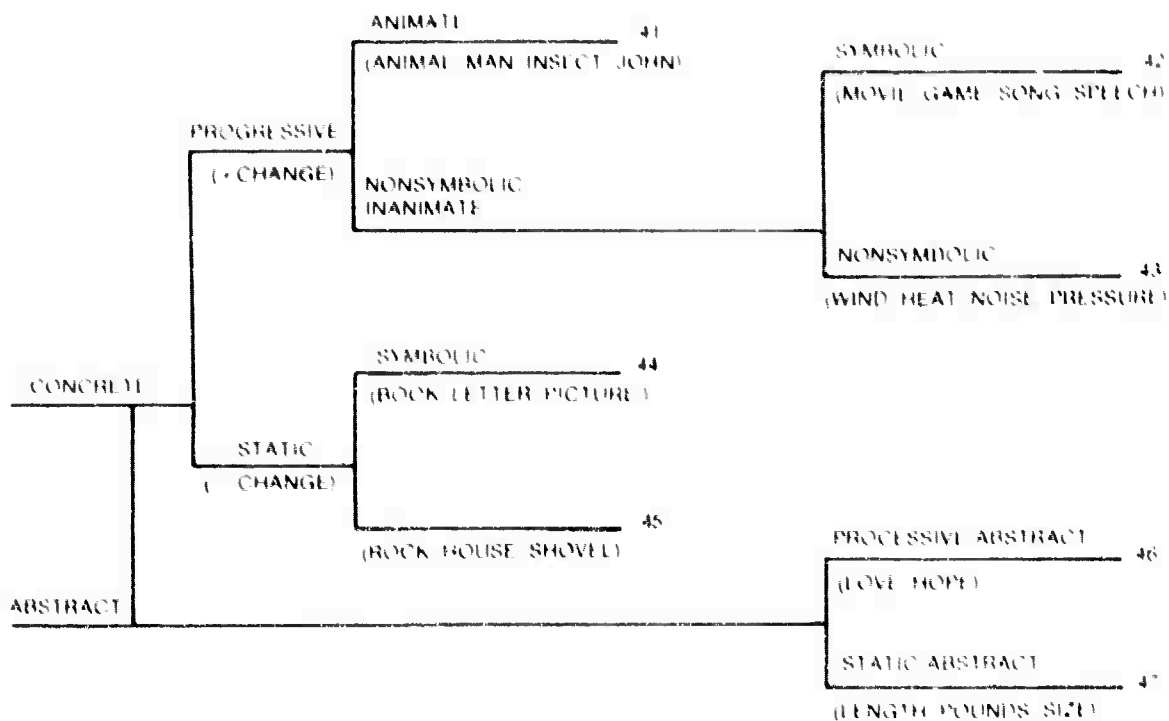 ANIMATE 41
(ANIMAL MAN INSECT JOHN)
SYMBOLIC 42
(MOVIE GAME SONG SPEECH)
PROGRESSIVE
(+ CHANGE)
NONSYMBOLIC
INANIMATE
NONSYMBOLIC 43
(WIND HEAT NOISE PRESSURE)
SYMBOLIC 44
(BOOK LETTER PICTURE)
CONCRETE
STATIC
(- CHANGE)
45
(ROCK HOUSE SHOVEL)
PROCESSIVE ABSTRACT 46
(LOVE HOPE)
ABSTRACT
STATIC ABSTRACT 47
(LENGTH POUNDS SIZE)